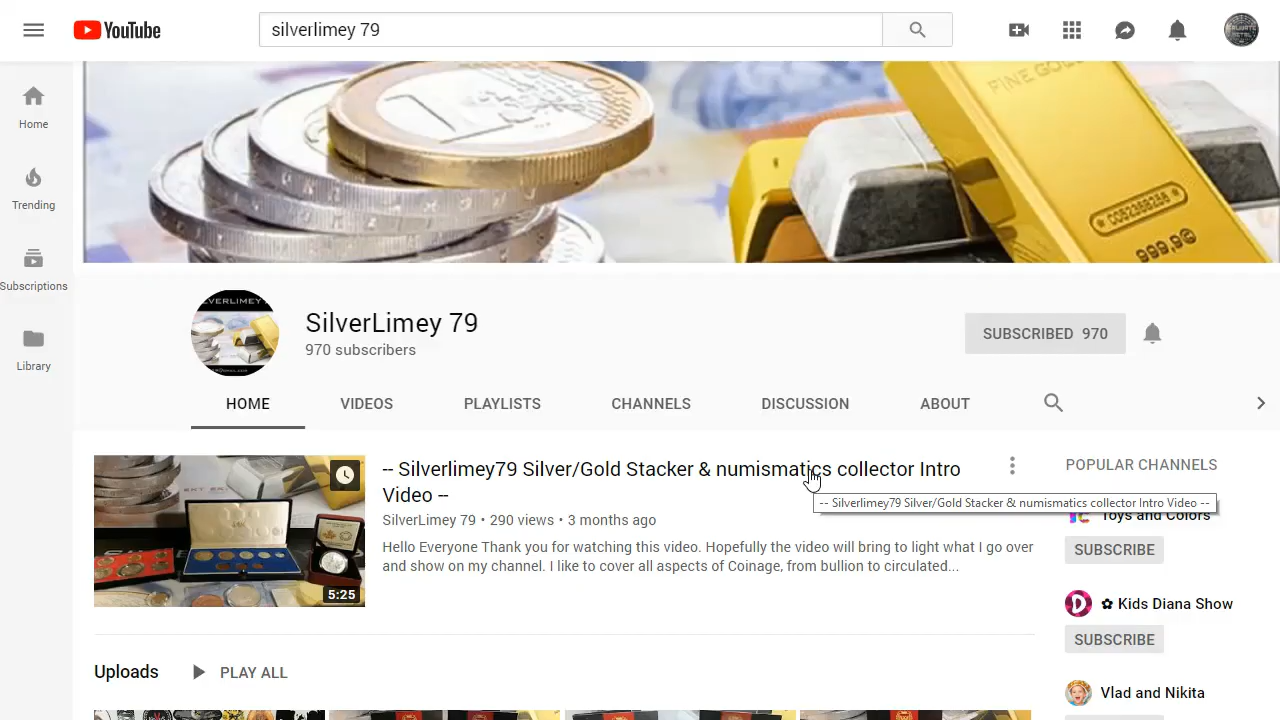 YouTube
silverlimey 79
FINE GOLD
999,9
Home
Trending
Subscriptions
Library
SilverLimey 79
970 subscribers
SUBSCRIBED 970
HOME VIDEOS PLAYLISTS CHANNELS DISCUSSION ABOUT
-- Silverlimey79 Silver/Gold Stacker & numismatics collector Intro
Video --
SilverLimey 79 • 290 views • 3 months ago
Hello Everyone Thank you for watching this video. Hopefully the video will bring to light what I go over
and show on my channel. I like to cover all aspects of Coinage, from bullion to circulated...
5:25
-- Silverlimey79 Silver/Gold Stacker & numismatics collector Intro Video --
POPULAR CHANNELS
Toys and Colors
SUBSCRIBE
✿ Kids Diana Show
SUBSCRIBE
Vlad and Nikita
Uploads PLAY ALL